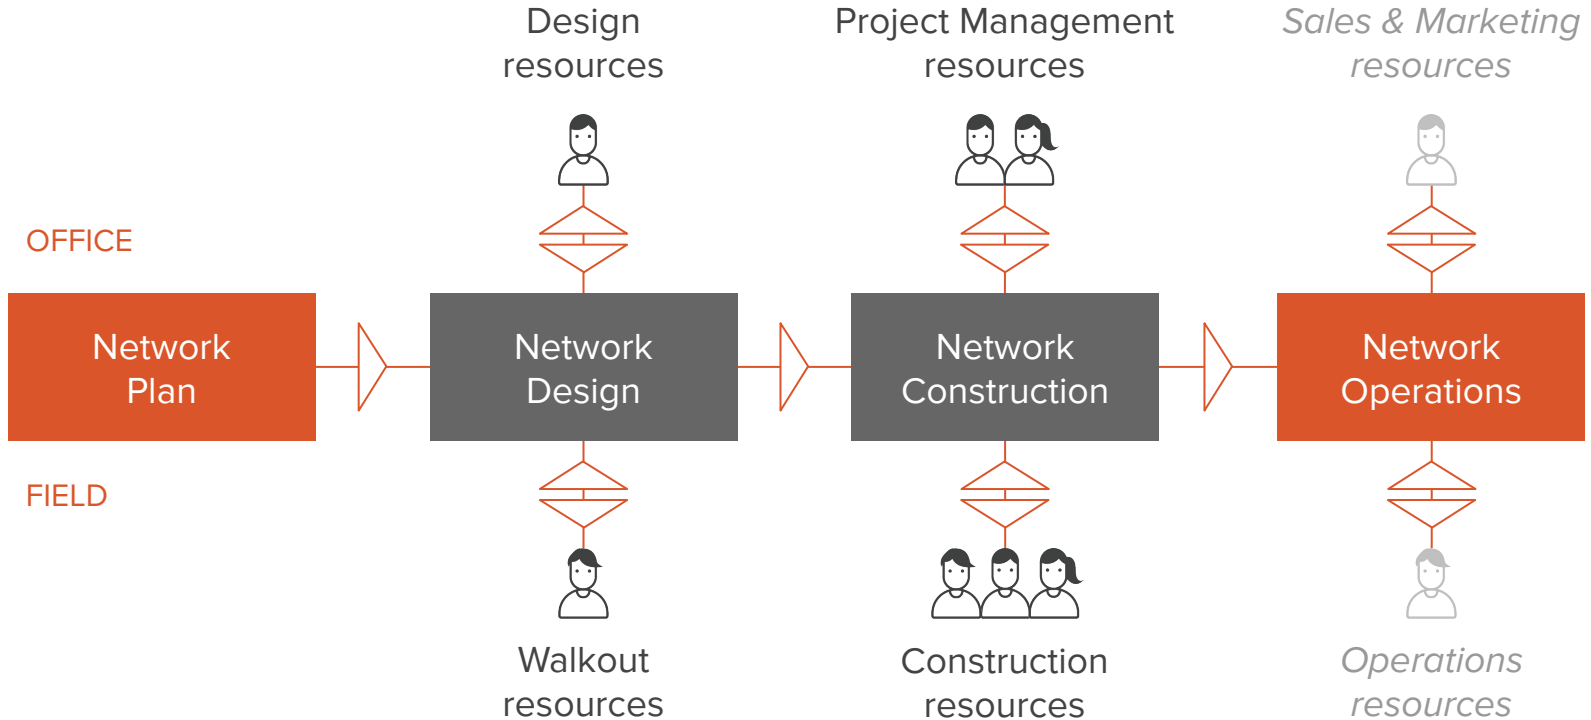 Design
resources
Project Management
resources
Sales & Marketing
resources
OFFICE
Network
Plan
Network
Design
Network
Construction
Network
Operations
FIELD
Walkout
resources
Construction
resources
Operations
resources